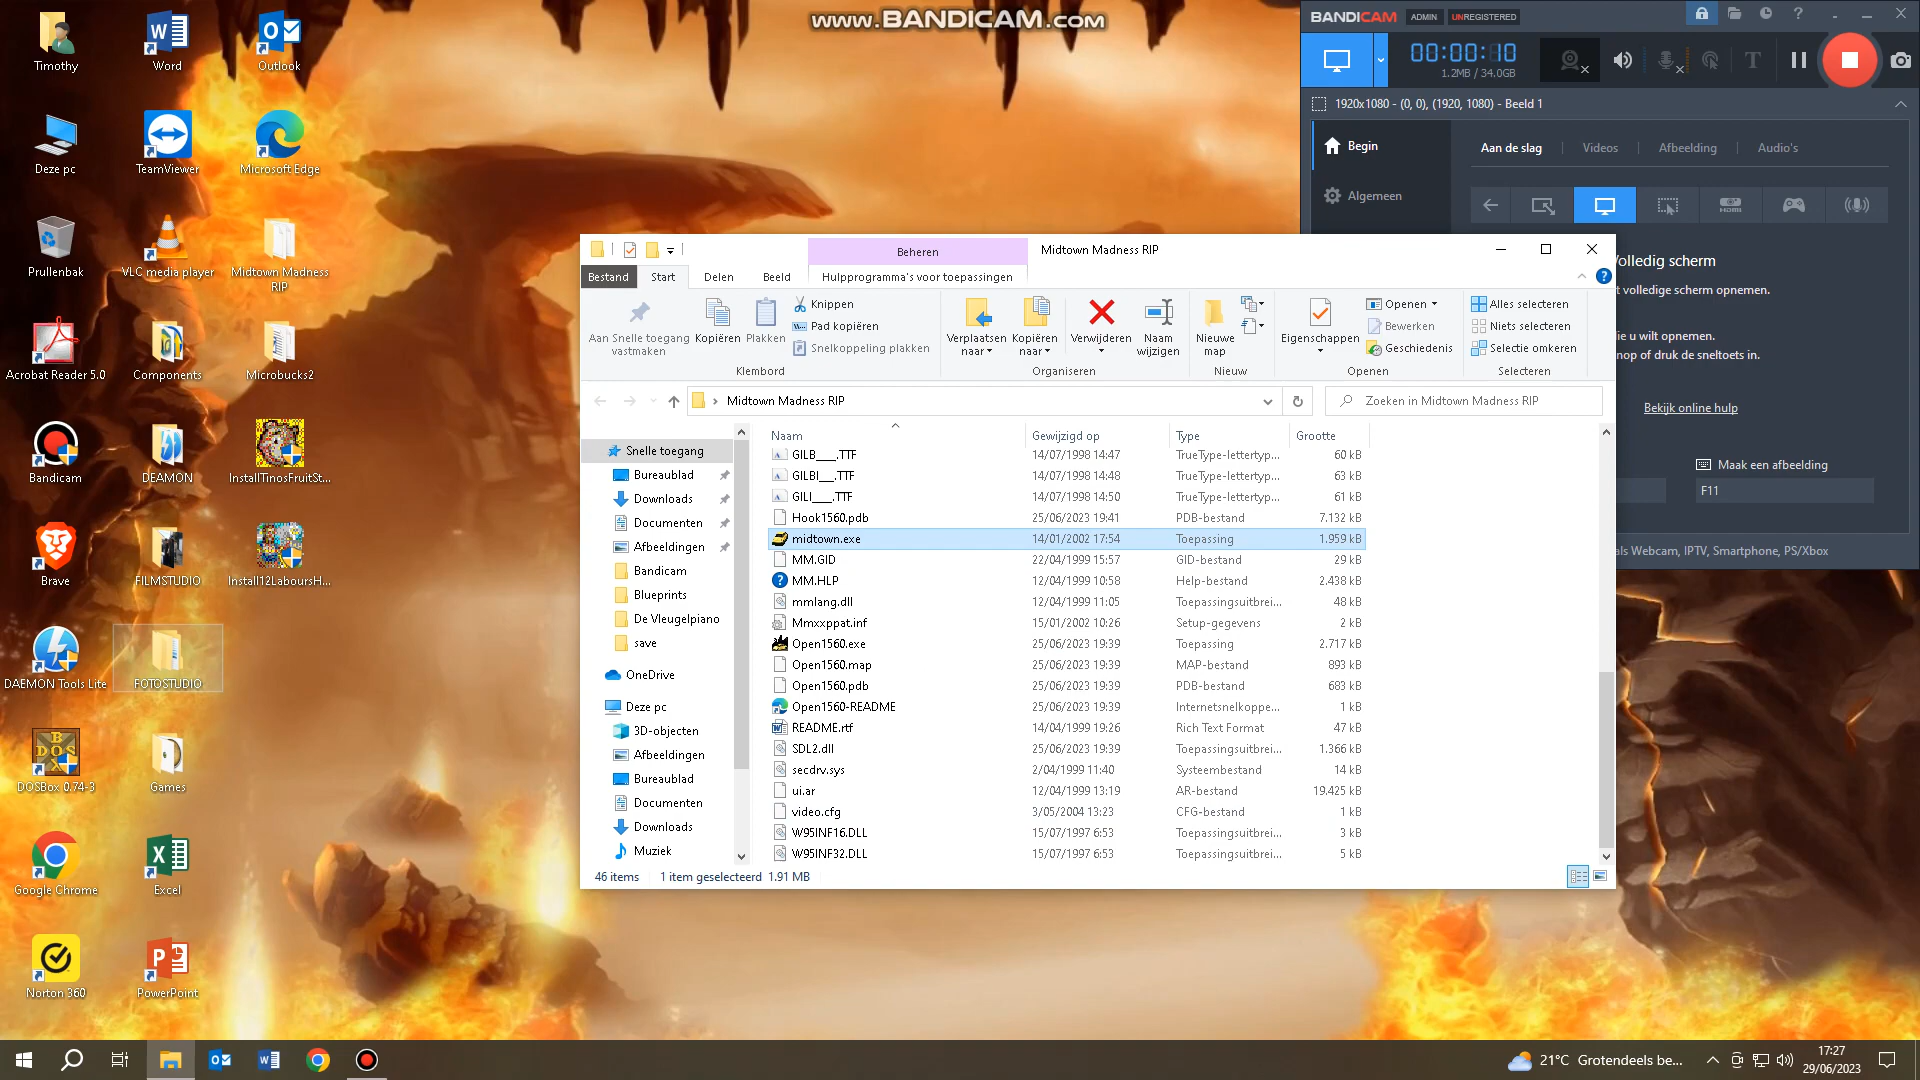 www.BANDICAM.com
BANDICAM ADMIN UNREGISTERED
00:00:10
1.2MB / 34.0GB
1920x1080 - (0, 0), (1920, 1080) - Beeld 1
Begin
Algemeen
Aan de slag
Videos
Afbeelding
Audio's
HDMI
Volledig scherm
t volledige scherm opnemen.
ie u wilt opnemen.
nop of druk de sneltoets in.
Bekijk online hulp
Maak een afbeelding
F11
als Webcam, IPTV, Smartphone, PS/Xbox
Timothy
Word
Outlook
Deze pc
TeamViewer
Microsoft Edge
Prullenbak
VLC media player
Midtown Madness
RIP
Acrobat Reader 5.0
Components
Microbucks2
Bandicam
DEAMON
InstallTinosFruitSt...
Brave
FILMSTUDIO
Install12LaboursH...
DAEMON Tools Lite
FOTOSTUDIO
DOSBox 0.74-3
Games
Google Chrome
Excel
Norton 360
PowerPoint
Beheren
Midtown Madness RIP
Bestand
Start
Delen
Beeld
Hulpprogramma's voor toepassingen
Aan Snelle toegang
vastmaken
Kopiëren
Plakken
Knippen
Pad kopiëren
Snelkoppeling plakken
Klembord
Verplaatsen
naar
Kopiëren
naar
Verwijderen
Naam
wijzigen
Organiseren
Nieuwe
map
Nieuw
Eigenschappen
Openen
Bewerken
Geschiedenis
Openen
Alles selecteren
Niets selecteren
Selectie omkeren
Selecteren
Midtown Madness RIP
Zoeken in Midtown Madness RIP
Snelle toegang
Bureaublad
Downloads
Documenten
Afbeeldingen
Bandicam
Blueprints
De Vleugelpiano
save
OneDrive
Deze pc
3D-objecten
Afbeeldingen
Bureaublad
Documenten
Downloads
Muziek
Naam Gewijzigd op Type Grootte
GILB____.TTF 14/07/1998 14:47 TrueType-lettertyp... 60 kB
GILBI___.TTF 14/07/1998 14:48 TrueType-lettertyp... 63 kB
GILI____.TTF 14/07/1998 14:50 TrueType-lettertyp... 61 kB
Hook1560.pdb 25/06/2023 19:41 PDB-bestand 7.132 kB
midtown.exe 14/01/2002 17:54 Toepassing 1.959 kB
MM.GID 22/04/1999 15:57 GID-bestand 29 kB
MM.HLP 12/04/1999 10:58 Help-bestand 2.438 kB
mmlang.dll 12/04/1999 11:05 Toepassingsuitbrei... 48 kB
Mmxxppat.inf 15/01/2002 10:26 Setup-gegevens 2 kB
Open1560.exe 25/06/2023 19:39 Toepassing 2.717 kB
Open1560.map 25/06/2023 19:39 MAP-bestand 893 kB
Open1560.pdb 25/06/2023 19:39 PDB-bestand 683 kB
Open1560-README 25/06/2023 19:39 Internetsnelkoppe... 1 kB
README.rtf 14/04/1999 19:26 Rich Text Format 47 kB
SDL2.dll 25/06/2023 19:39 Toepassingsuitbrei... 1.366 kB
secdrv.sys 2/04/1999 11:40 Systeembestand 14 kB
ui.ar 12/04/1999 13:19 AR-bestand 19.425 kB
video.cfg 3/05/2004 13:23 CFG-bestand 1 kB
W95INF16.DLL 15/07/1997 6:53 Toepassingsuitbrei... 3 kB
W95INF32.DLL 15/07/1997 6:53 Toepassingsuitbrei... 5 kB
46 items 1 item geselecteerd 1.91 MB
21°C Grotendeels be...
17:27
29/06/2023